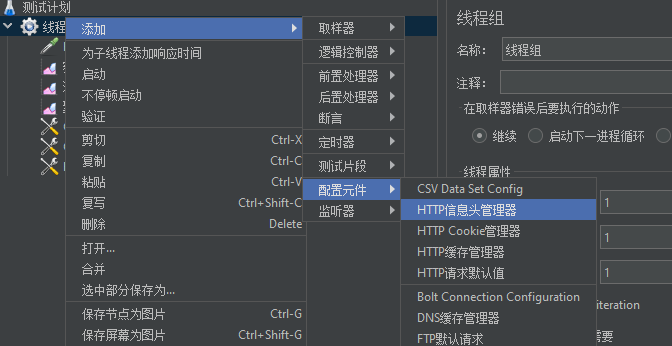 测试计划
线程
添加
为子线程添加响应时间
启动
不停顿启动
验证
剪切 Ctrl-X
复制 Ctrl-C
粘贴 Ctrl-V
复写 Ctrl+Shift-C
删除 Delete
打开...
合并
选中部分保存为...
保存节点为图片 Ctrl-G
保存屏幕为图片 Ctrl+Shift-G
取样器
逻辑控制器
前置处理器
后置处理器
断言
定时器
测试片段
配置元件
监听器
CSV Data Set Config
HTTP信息头管理器
HTTP Cookie管理器
HTTP缓存管理器
HTTP请求默认值
Bolt Connection Configuration
DNS缓存管理器
FTP默认请求
线程组
名称: 线程组
注释:
在取样器错误后要执行的动作
继续 启动下一进程循环
线程属性
1
1
1
iteration
需要